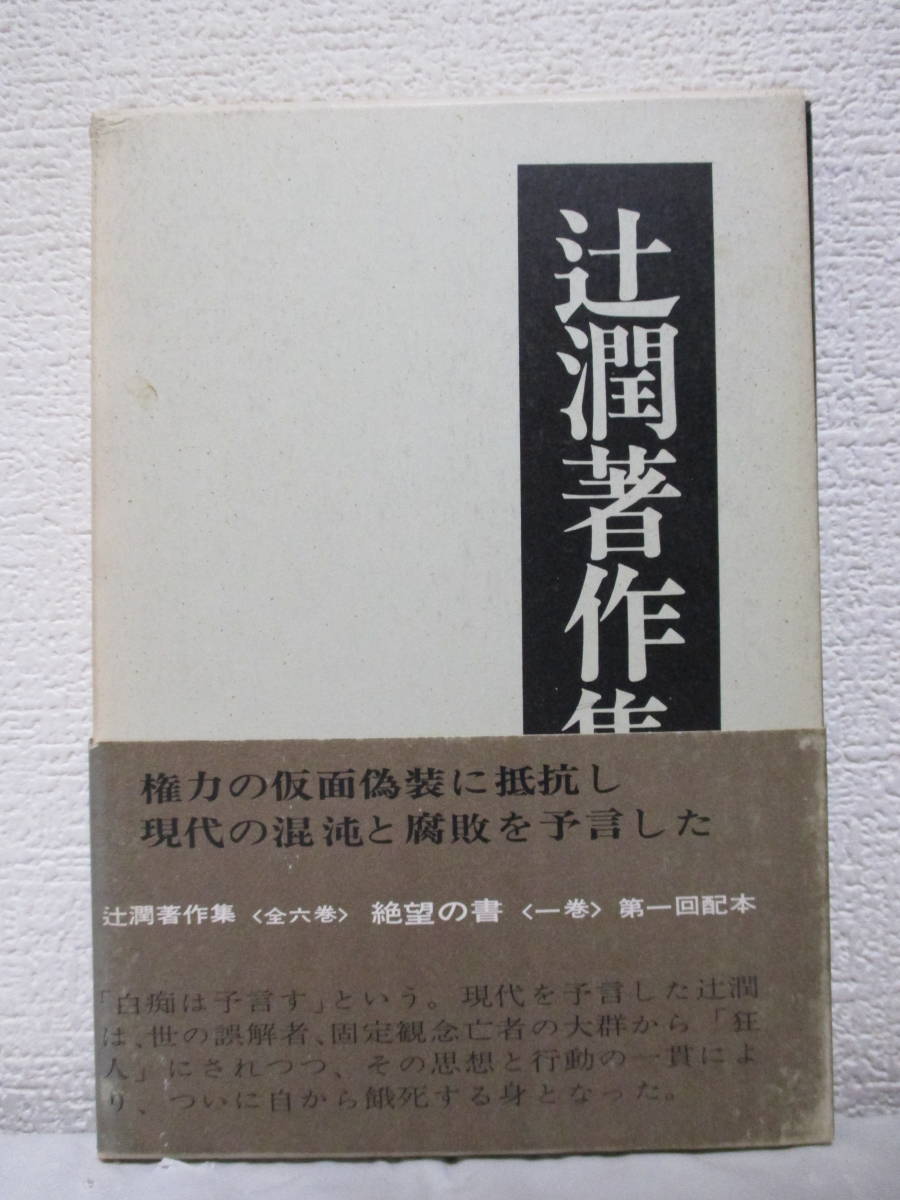 辻潤著作集
権力の仮面偽装に抵抗し
現代の混沌と腐敗を予言した
辻潤著作集〈全六巻〉 絶望の書〈一巻〉 第一回配本
「白痴は予言す」という。現代を予言した辻潤
は、世の誤解者、固定観念亡者の大群から「狂
人」にされつつ、その思想と行動の一貫によ
り、ついに自から餓死する身となった。